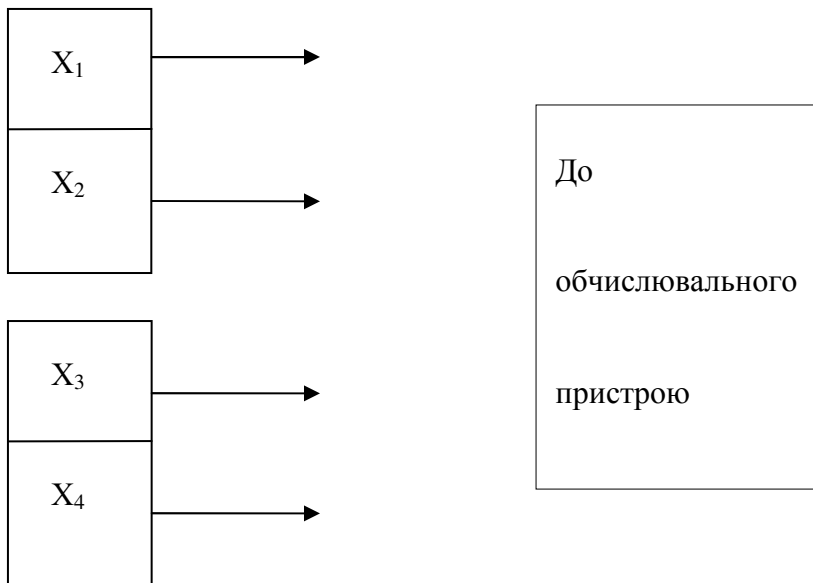 X₁
X₂
X₃
X₄
До
обчислювального
пристрою